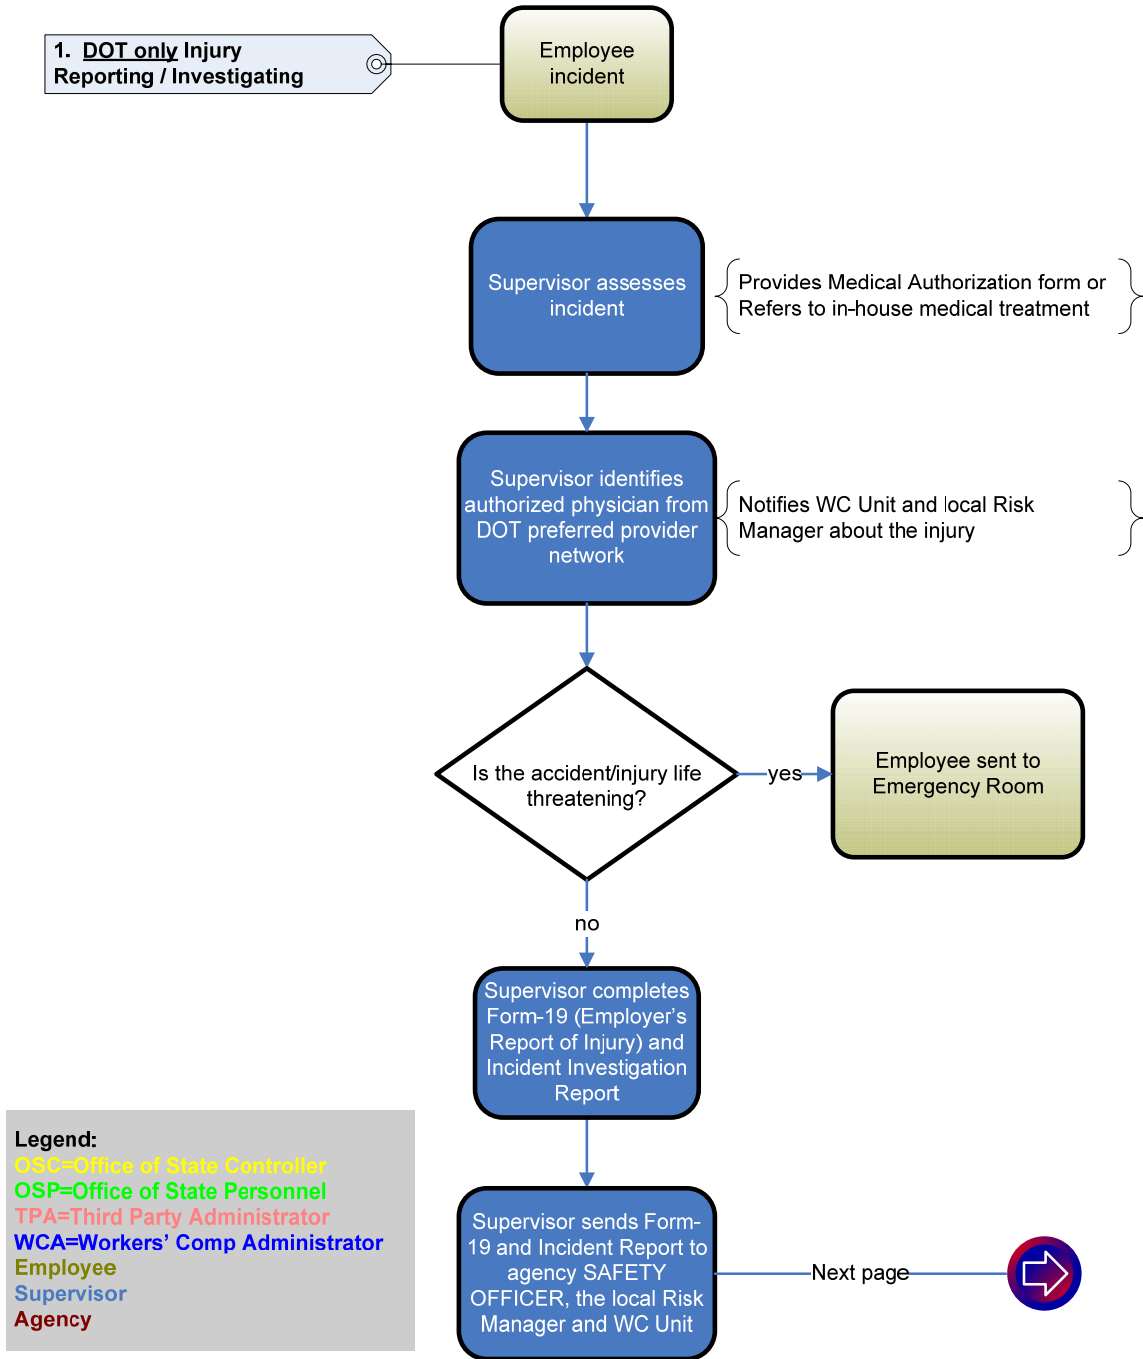 1. DOT only Injury
Reporting / Investigating
Employee
incident
Supervisor assesses
incident
Provides Medical Authorization form or
Refers to in-house medical treatment
Supervisor identifies
authorized physician from
DOT preferred provider
network
Notifies WC Unit and local Risk
Manager about the injury
Is the accident/injury life
threatening?
yes
Employee sent to
Emergency Room
no
Supervisor completes
Form-19 (Employer’s
Report of Injury) and
Incident Investigation
Report
Supervisor sends Form-
19 and Incident Report to
agency SAFETY
OFFICER, the local Risk
Manager and WC Unit
Next page
Legend:
OSC=Office of State Controller
OSP=Office of State Personnel
TPA=Third Party Administrator
WCA=Workers’ Comp Administrator
Employee
Supervisor
Agency